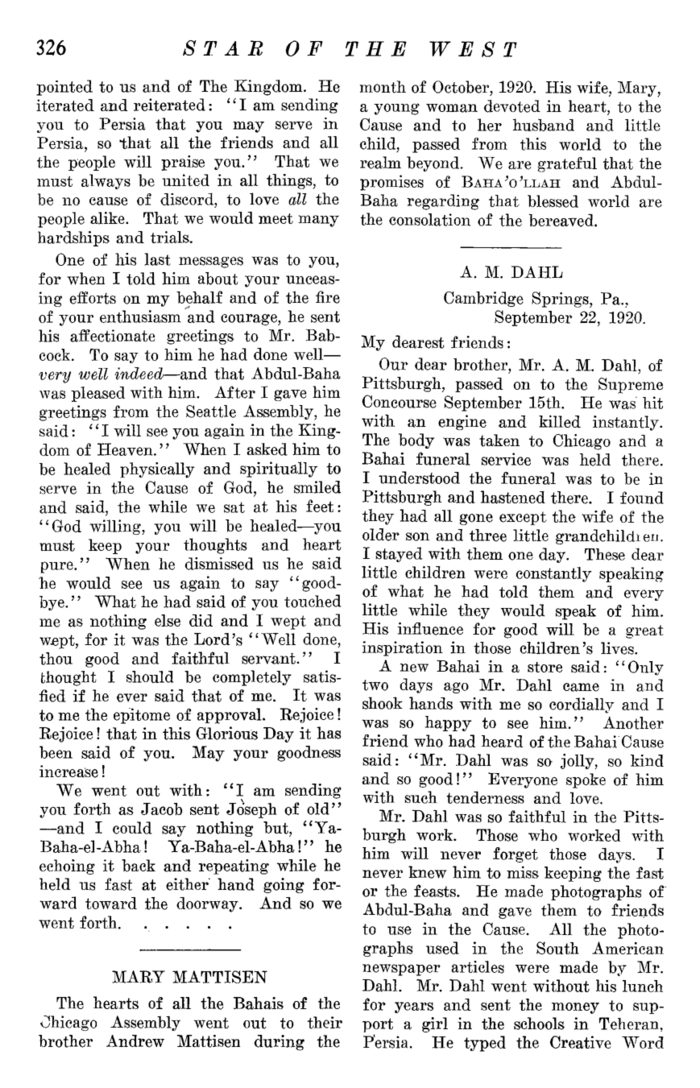 326 STAR OF THE WEST
pointed to us and of The Kingdom. He
iterated and reiterated: "I am sending
you to Persia that you may serve in
Persia, so that all the friends and all
the people will praise you." That we
must always be united in all things, to
be no cause of discord, to love all the
people alike. That we would meet many
hardships and trials.
One of his last messages was to you,
for when I told him about your unceas-
ing efforts on my behalf and of the fire
of your enthusiasm and courage, he sent
his affectionate greetings to Mr. Bab-
cock. To say to him he had done well—
very well indeed—and that Abdul-Baha
was pleased with him. After I gave him
greetings from the Seattle Assembly, he
said: "I will see you again in the King-
dom of Heaven." When I asked him to
be healed physically and spiritually to
serve in the Cause of God, he smiled
and said, the while we sat at his feet:
"God willing, you will be healed—you
must keep your thoughts and heart
pure." When he dismissed us he said
he would see us again to say "good-
bye." What he had said of you touched
me as nothing else did and I wept and
wept, for it was the Lord's "Well done,
thou good and faithful servant." I
thought I should be completely satis-
fied if he ever said that of me. It was
to me the epitome of approval. Rejoice!
Rejoice! that in this Glorious Day it has
been said of you. May your goodness
increase!
We went out with: "I am sending
you forth as Jacob sent Joseph of old"
—and I could say nothing but, "Ya-
Baha-el-Abha! Ya-Baha-el-Abha!" he
echoing it back and repeating while he
held us fast at either hand going for-
ward toward the doorway. And so we
went forth. . . . . .
MARY MATTISEN
The hearts of all the Bahais of the
Chicago Assembly went out to their
brother Andrew Mattisen during the
month of October, 1920. His wife, Mary,
a young woman devoted in heart, to the
Cause and to her husband and little
child, passed from this world to the
realm beyond. We are grateful that the
promises of BAHA'O'LLAH and Abdul-
Baha regarding that blessed world are
the consolation of the bereaved.
A. M. DAHL
Cambridge Springs, Pa.,
September 22, 1920.
My dearest friends:
Our dear brother, Mr. A. M. Dahl, of
Pittsburgh, passed on to the Supreme
Concourse September 15th. He was hit
with an engine and killed instantly.
The body was taken to Chicago and a
Bahai funeral service was held there.
I understood the funeral was to be in
Pittsburgh and hastened there. I found
they had all gone except the wife of the
older son and three little grandchildren.
I stayed with them one day. These dear
little children were constantly speaking
of what he had told them and every
little while they would speak of him.
His influence for good will be a great
inspiration in those children's lives.
A new Bahai in a store said: "Only
two days ago Mr. Dahl came in and
shook hands with me so cordially and I
was so happy to see him." Another
friend who had heard of the Bahai Cause
said: "Mr. Dahl was so jolly, so kind
and so good!" Everyone spoke of him
with such tenderness and love.
Mr. Dahl was so faithful in the Pitts-
burgh work. Those who worked with
him will never forget those days. I
never knew him to miss keeping the fast
or the feasts. He made photographs of
Abdul-Baha and gave them to friends
to use in the Cause. All the photo-
graphs used in the South American
newspaper articles were made by Mr.
Dahl. Mr. Dahl went without his lunch
for years and sent the money to sup-
port a girl in the schools in Teheran,
Persia. He typed the Creative Word